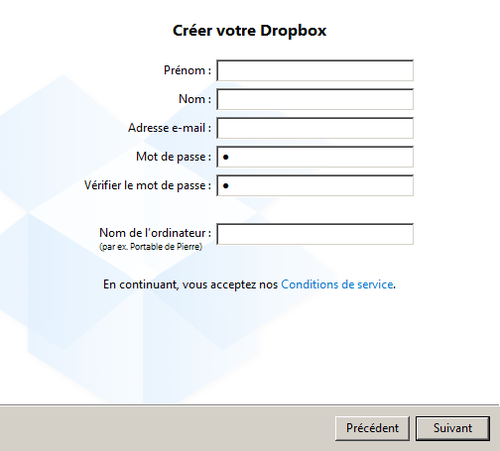 Créer votre Dropbox
Prénom :
Nom :
Adresse e-mail :
Mot de passe : ●
Vérifier le mot de passe : ●
Nom de l'ordinateur :
(par ex. Portable de Pierre)
En continuant, vous acceptez nos Conditions de service.
Précédent Suivant